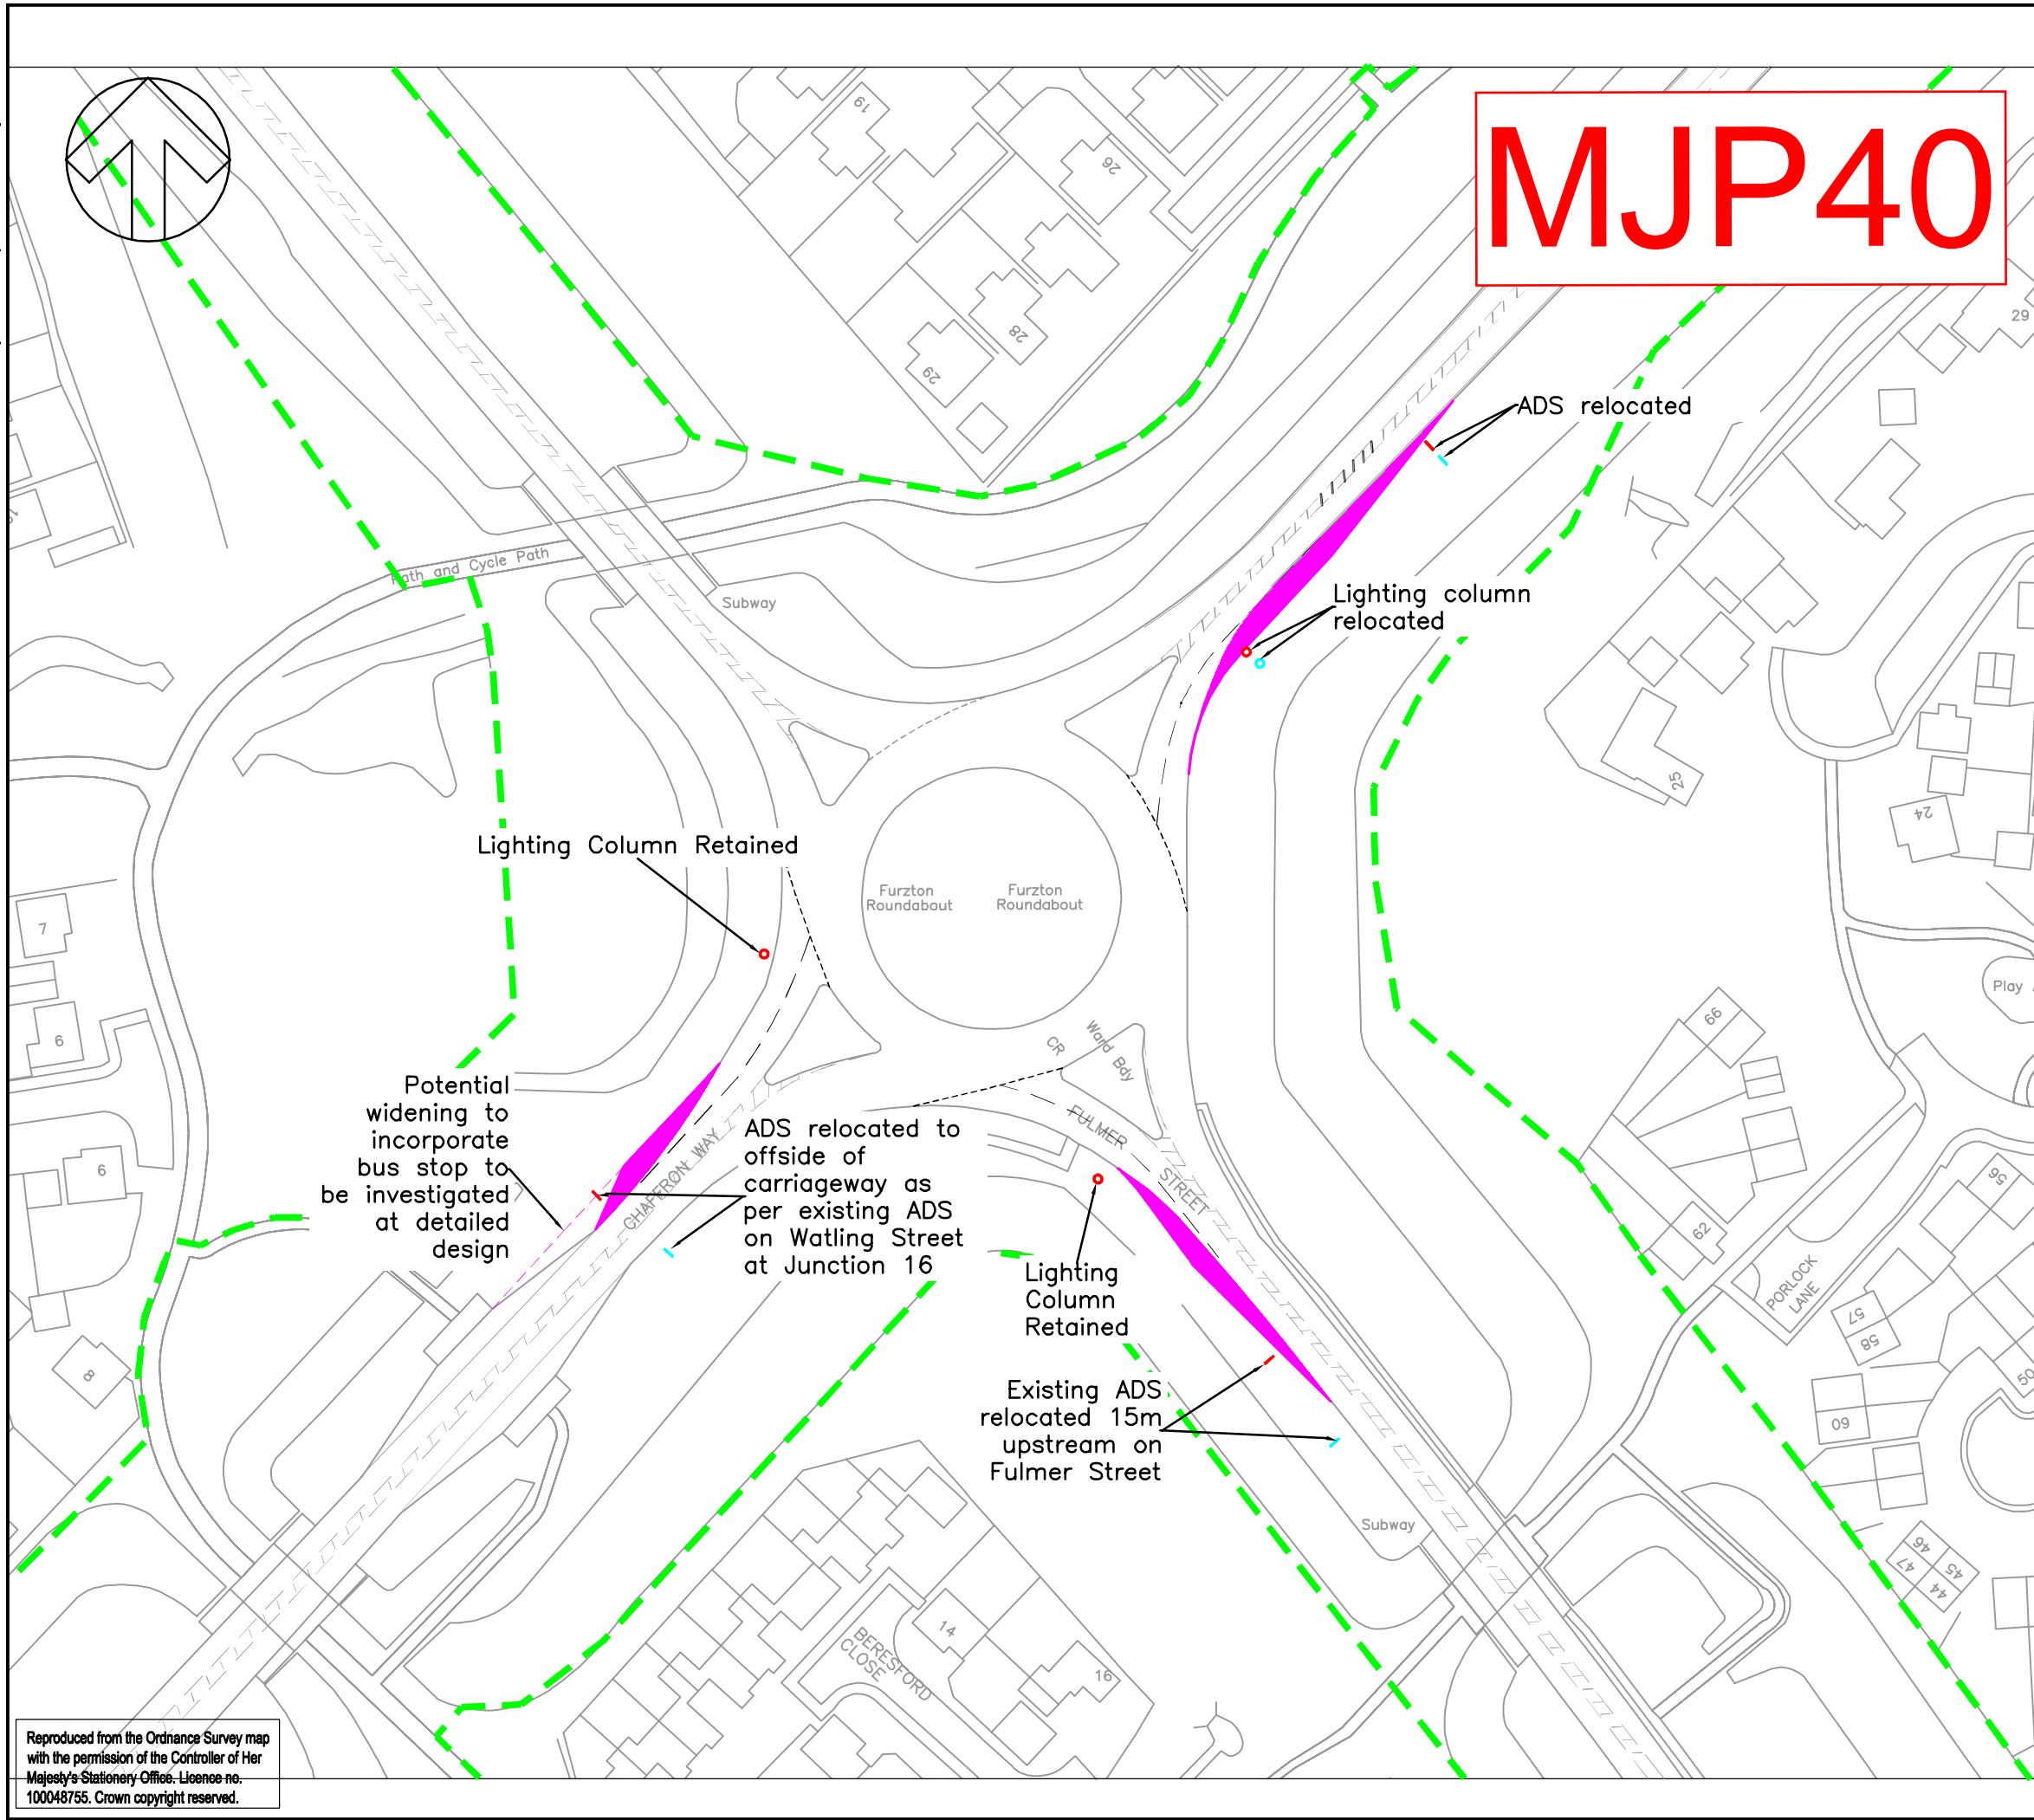 MJP40
19
26
28
29
29
ADS relocated
Lighting column
relocated
Path and Cycle Path
Subway
25
24
Lighting Column Retained
Furzton
Roundabout
Furzton
Roundabout
7
6
6
8
Play
66
CR
Ward Bdy
FULMER
STREET
CHAFFRON WAY
Potential
widening to
incorporate
bus stop to
be investigated
at detailed
design
ADS relocated to
offside of
carriageway as
per existing ADS
on Watling Street
at Junction 16
Lighting
Column
Retained
Existing ADS
relocated 15m
upstream on
Fulmer Street
62
56
PORLOCK
LANE
57
58
50
60
Subway
46
47
45
44
14
BERESFORD
CLOSE
16
Reproduced from the Ordnance Survey map
with the permission of the Controller of Her
Majesty's Stationery Office. Licence no.
100048755. Crown copyright reserved.